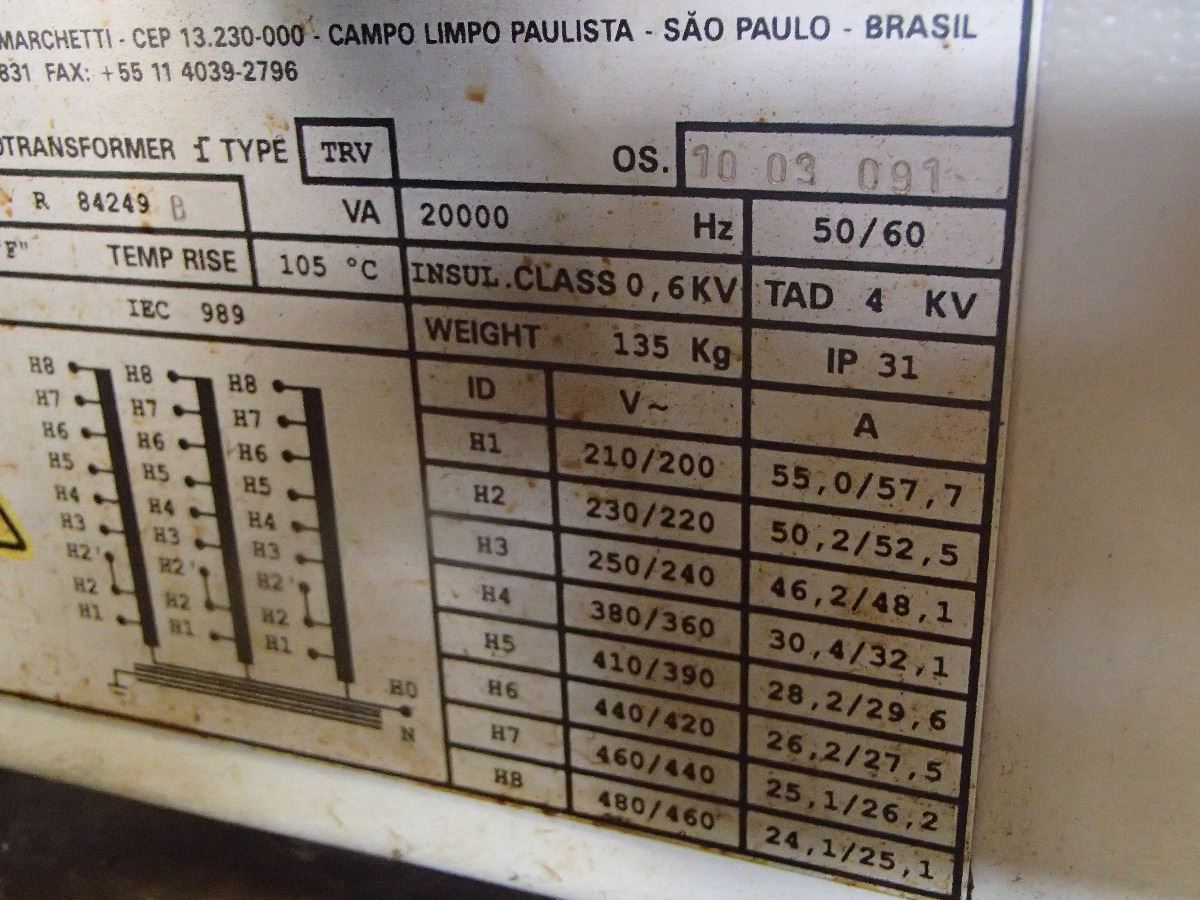 MARCHETTI - CEP 13.230-000 - CAMPO LIMPO PAULISTA - SÃO PAULO - BRASIL
831 FAX: +55 11 4039-2796
OTRANSFORMER TYPE TRV OS. 10 03 091
R 84249 B VA 20000 Hz 50/60
"F" TEMP RISE 105 °C INSUL.CLASS 0,6KV TAD 4 KV
IEC 989 WEIGHT 135 Kg IP 31
ID V~ A
H1 210/200 55,0/57,7
H2 230/220 50,2/52,5
H3 250/240 46,2/48,1
H4 380/360 30,4/32,1
H5 410/390 28,2/29,6
H6 440/420 26,2/27,5
H7 460/440 25,1/26,2
H8 480/460 24,1/25,1
H8 H8 H8
H7 H7 H7
H6 H6 H6
H5 H5 H5
H4 H4 H4
H3 H3 H3
H2' H2' H2'
H2 H2 H2
H1 H1 H1
H0
N